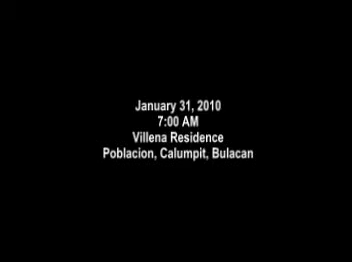 January 31, 2010
7:00 AM
Villena Residence
Poblacion, Calumpit, Bulacan